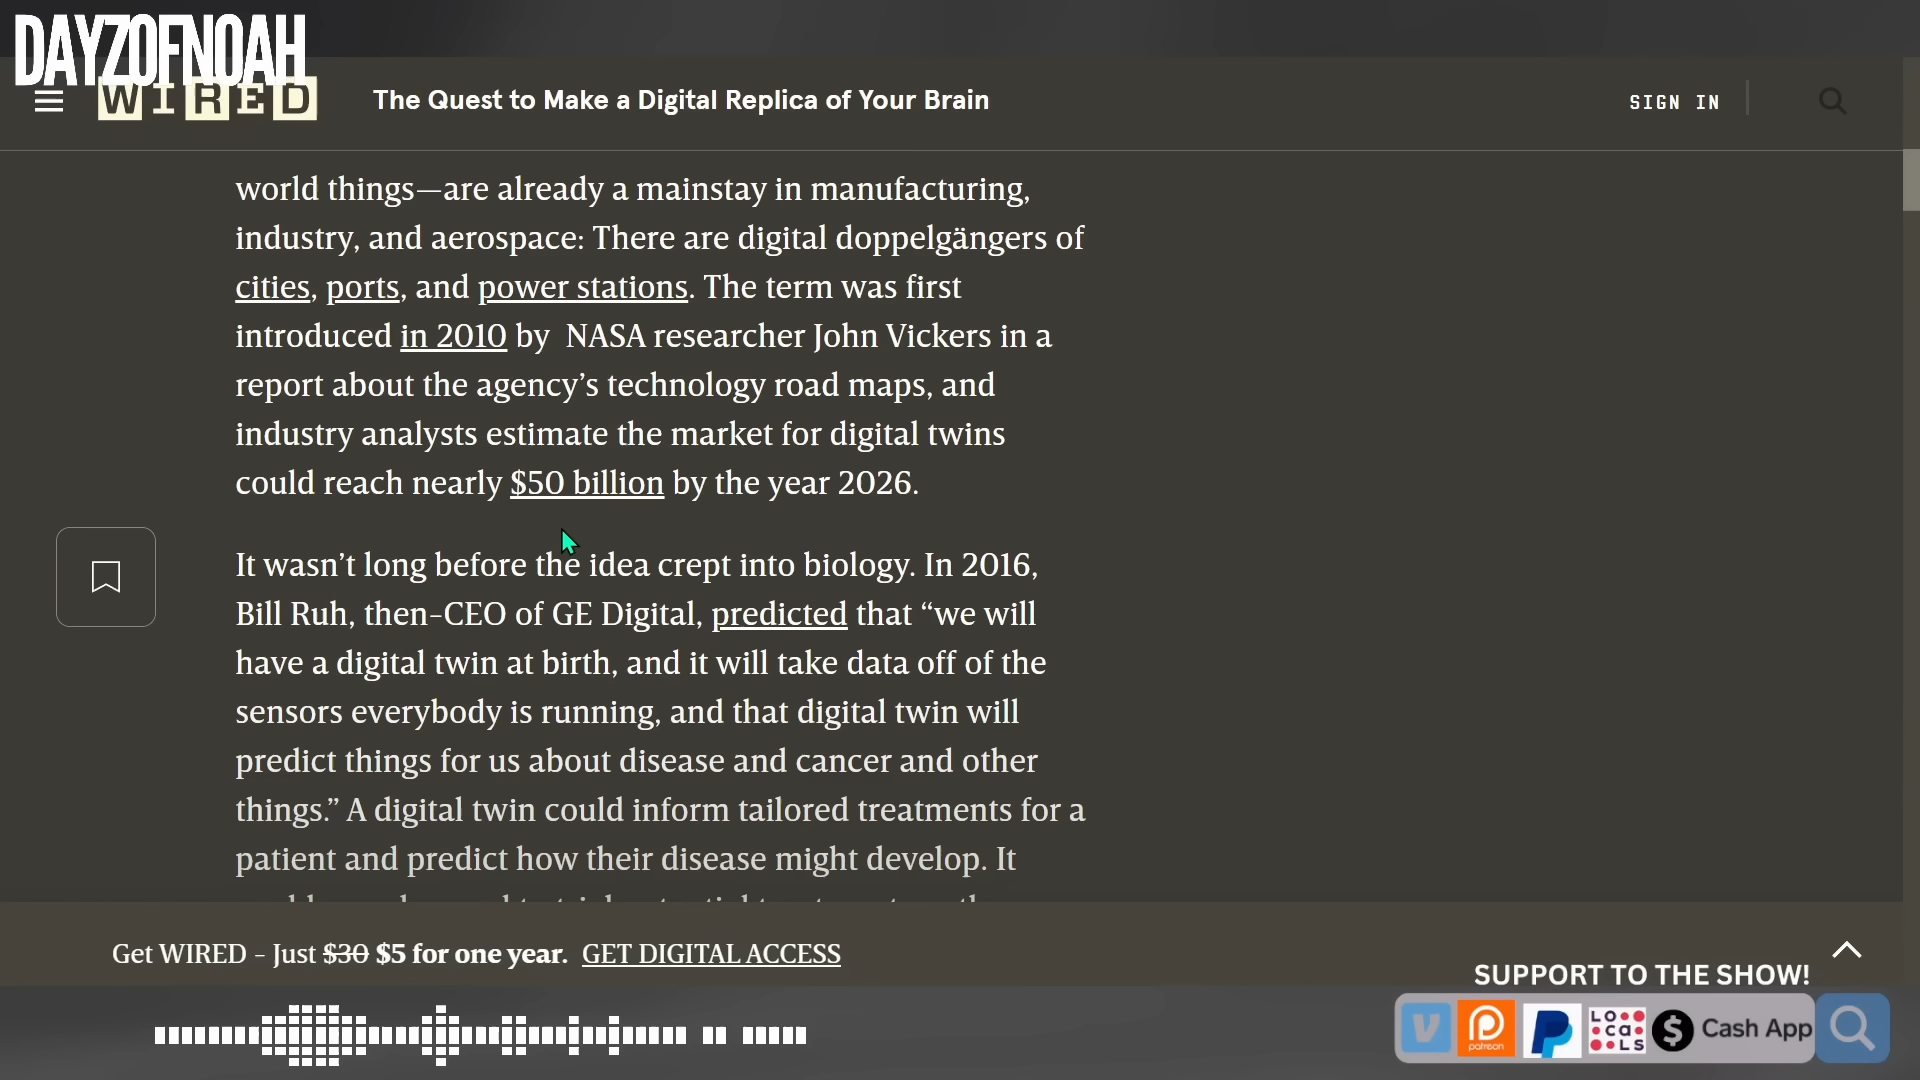 DAYZOFNOAH
WIRED
The Quest to Make a Digital Replica of Your Brain
SIGN IN
world things—are already a mainstay in manufacturing,
industry, and aerospace: There are digital doppelgängers of
cities, ports, and power stations. The term was first
introduced in 2010 by NASA researcher John Vickers in a
report about the agency’s technology road maps, and
industry analysts estimate the market for digital twins
could reach nearly $50 billion by the year 2026.
It wasn’t long before the idea crept into biology. In 2016,
Bill Ruh, then-CEO of GE Digital, predicted that “we will
have a digital twin at birth, and it will take data off of the
sensors everybody is running, and that digital twin will
predict things for us about disease and cancer and other
things.” A digital twin could inform tailored treatments for a
patient and predict how their disease might develop. It
Get WIRED - Just $30 $5 for one year. GET DIGITAL ACCESS
SUPPORT TO THE SHOW!
patreon
LO
ca
LS
$ Cash App